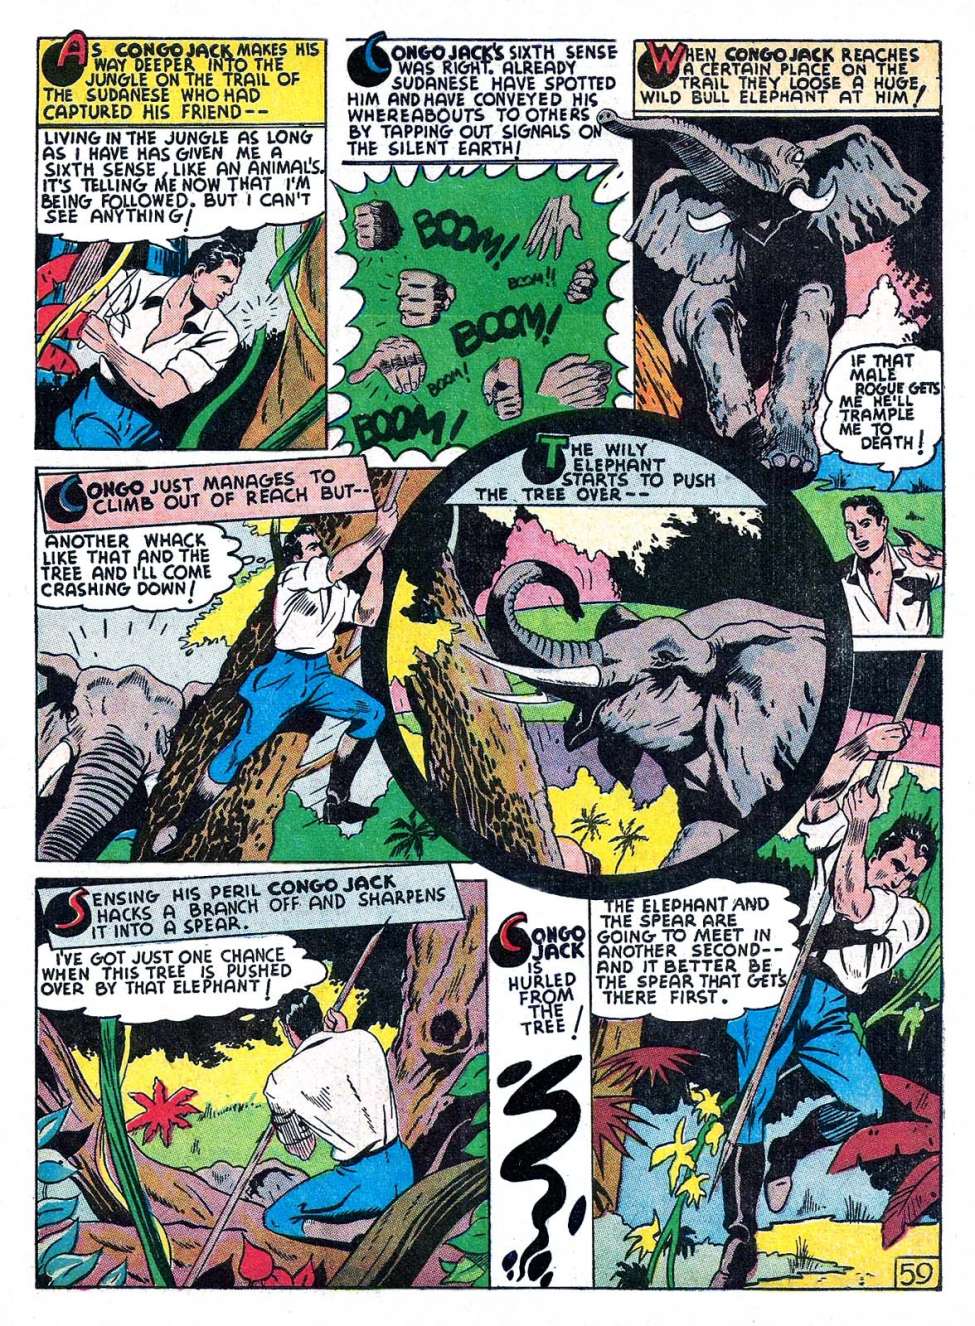 AS CONGO JACK MAKES HIS
WAY DEEPER INTO THE
JUNGLE ON THE TRAIL OF
THE SUDANESE WHO HAD
CAPTURED HIS FRIEND--
LIVING IN THE JUNGLE AS LONG
AS I HAVE HAS GIVEN ME A
SIXTH SENSE, LIKE AN ANIMAL'S.
IT'S TELLING ME NOW THAT I'M
BEING FOLLOWED. BUT I CAN'T
SEE ANYTHING!
CONGO JACK'S SIXTH SENSE
WAS RIGHT. ALREADY
SUDANESE HAVE SPOTTED
HIM AND HAVE CONVEYED HIS
WHEREABOUTS TO OTHERS
BY TAPPING OUT SIGNALS ON
THE SILENT EARTH!
BOOM!
BOOM!!
BOOM!
BOOM!
BOOM!
WHEN CONGO JACK REACHES
A CERTAIN PLACE ON THE
TRAIL THEY LOOSE A HUGE,
WILD BULL ELEPHANT AT HIM!
IF THAT
MALE
ROGUE GETS
ME HE'LL
TRAMPLE
ME TO
DEATH!
CONGO JUST MANAGES TO
CLIMB OUT OF REACH BUT--
ANOTHER WHACK
LIKE THAT AND THE
TREE AND I'LL COME
CRASHING DOWN!
THE WILY
ELEPHANT
STARTS TO PUSH
THE TREE OVER--
SENSING HIS PERIL CONGO JACK
HACKS A BRANCH OFF AND SHARPENS
IT INTO A SPEAR.
I'VE GOT JUST ONE CHANCE
WHEN THIS TREE IS PUSHED
OVER BY THAT ELEPHANT!
CONGO
JACK
IS
HURLED
FROM
THE
TREE!
THE ELEPHANT AND
THE SPEAR ARE
GOING TO MEET IN
ANOTHER SECOND--
AND IT BETTER BE
THE SPEAR THAT GETS
THERE FIRST.
59